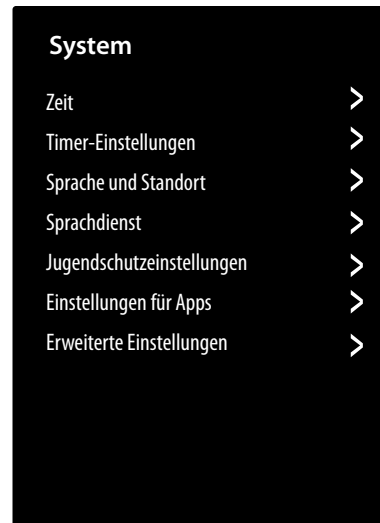 System
Zeit
Timer-Einstellungen
Sprache und Standort
Sprachdienst
Jugendschutzeinstellungen
Einstellungen für Apps
Erweiterte Einstellungen